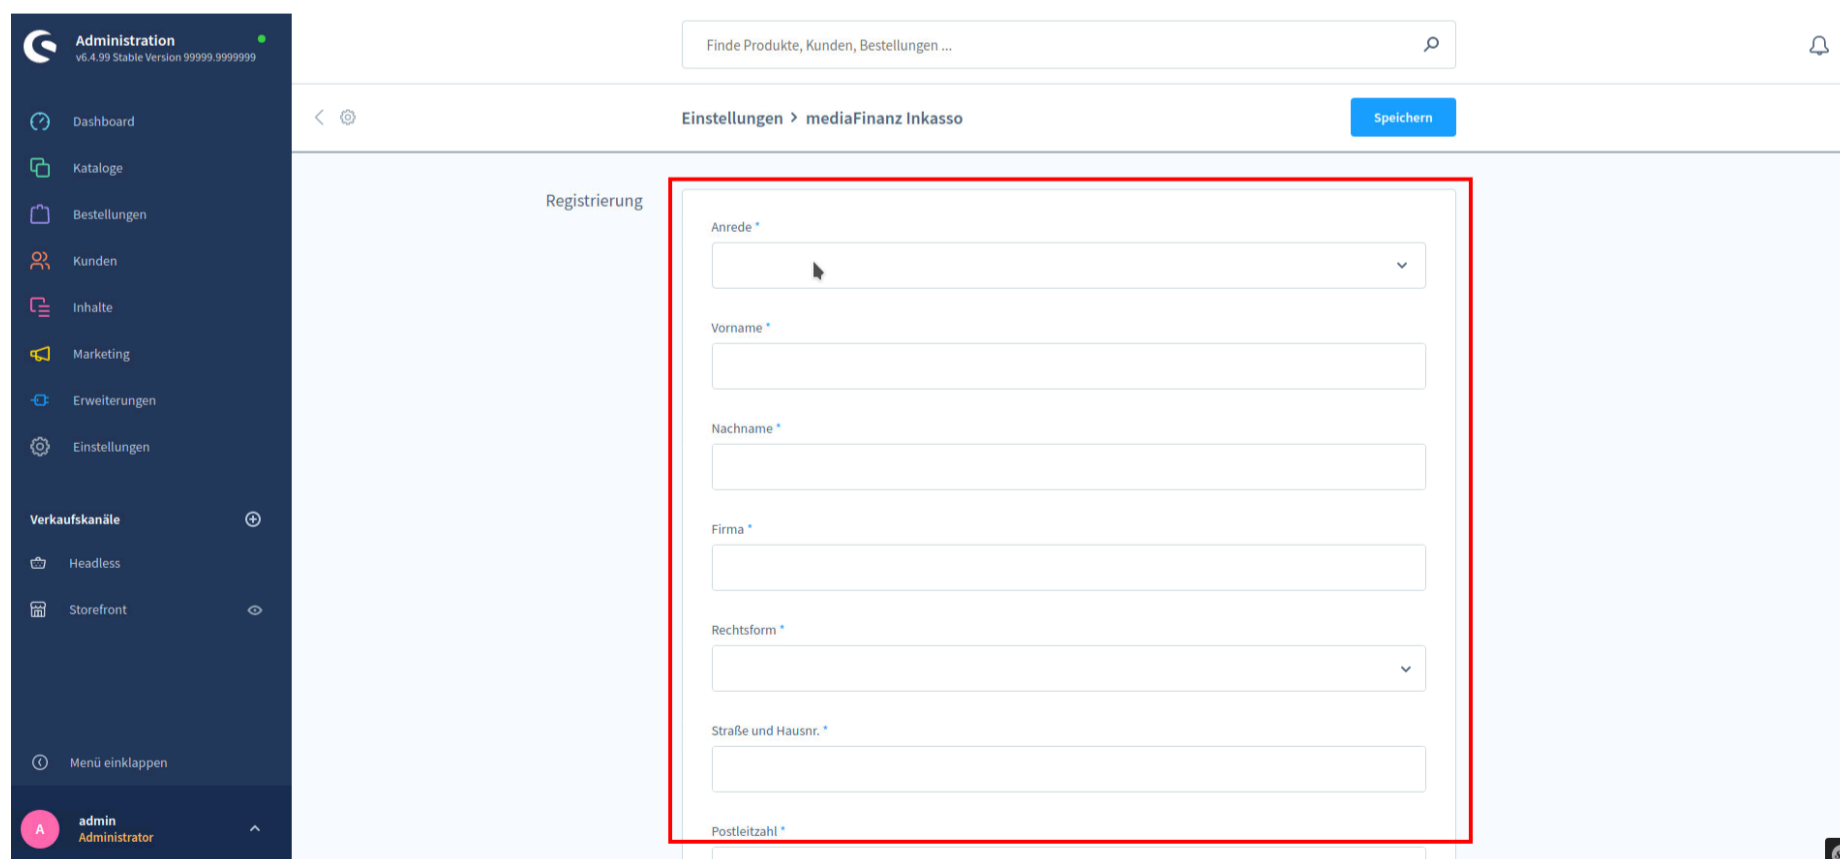 Administration
v6.4.99 Stable Version 99999.9999999
Finde Produkte, Kunden, Bestellungen ...
Dashboard
Kataloge
Bestellungen
Kunden
Inhalte
Marketing
Erweiterungen
Einstellungen
Verkaufskanäle
Headless
Storefront
Menü einklappen
A
admin
Administrator
Einstellungen > mediaFinanz Inkasso
Speichern
Registrierung
Anrede *
Vorname *
Nachname *
Firma *
Rechtsform *
Straße und Hausnr. *
Postleitzahl *